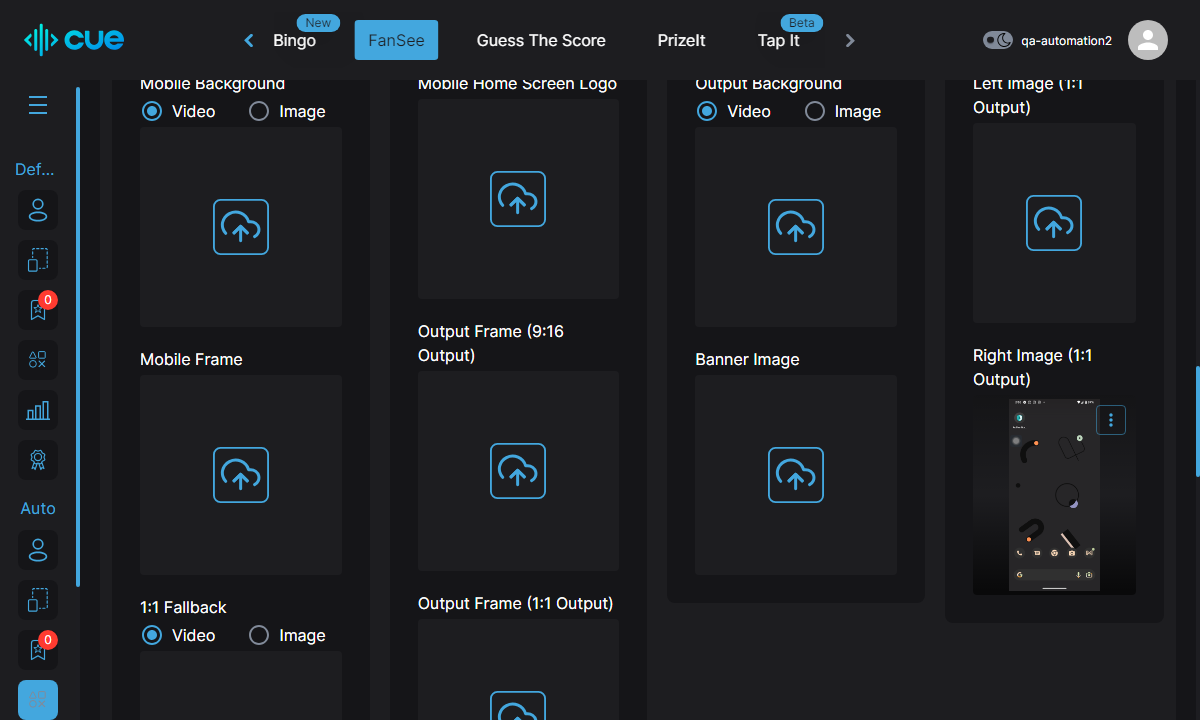 cue
New
Bingo
FanSee
Guess The Score
PrizeIt
Beta
Tap It
qa-automation2
Def...
0
Auto
0
Mobile Background
Video
Image
Mobile Frame
1:1 Fallback
Video
Image
Mobile Home Screen Logo
Output Frame (9:16
Output)
Output Frame (1:1 Output)
Output Background
Video
Image
Banner Image
Left Image (1:1
Output)
Right Image (1:1
Output)